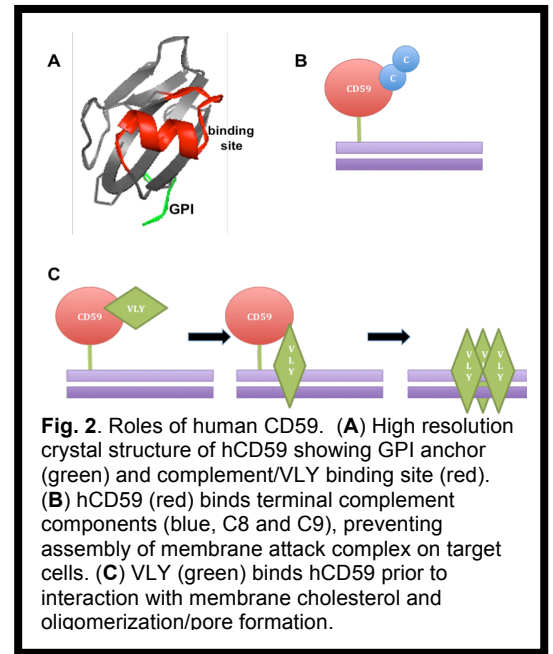 A
binding
site
GPI
B
CD59
C
C
C
CD59
VLY
CD59
V
L
Y
V
L
Y
V
V
L
Y
Fig. 2. Roles of human CD59. (A) High resolution
crystal structure of hCD59 showing GPI anchor
(green) and complement/VLY binding site (red).
(B) hCD59 (red) binds terminal complement
components (blue, C8 and C9), preventing
assembly of membrane attack complex on target
cells. (C) VLY (green) binds hCD59 prior to
interaction with membrane cholesterol and
oligomerization/pore formation.